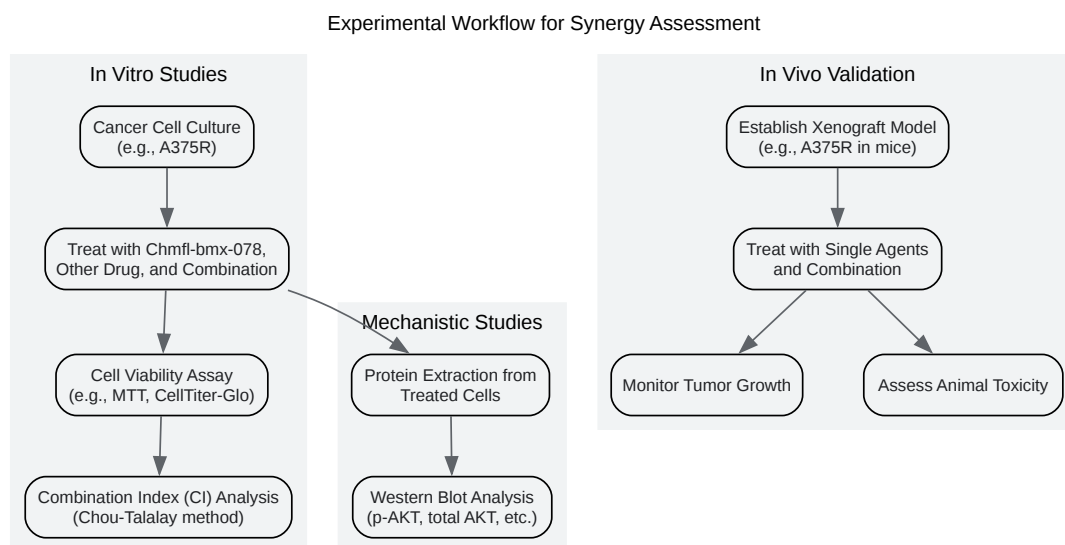 Experimental Workflow for Synergy Assessment
In Vitro Studies
Cancer Cell Culture
(e.g., A375R)
Treat with Chmfl-bmx-078,
Other Drug, and Combination
Cell Viability Assay
(e.g., MTT, CellTiter-Glo)
Combination Index (CI) Analysis
(Chou-Talalay method)
Mechanistic Studies
Protein Extraction from
Treated Cells
Western Blot Analysis
(p-AKT, total AKT, etc.)
In Vivo Validation
Establish Xenograft Model
(e.g., A375R in mice)
Treat with Single Agents
and Combination
Monitor Tumor Growth
Assess Animal Toxicity